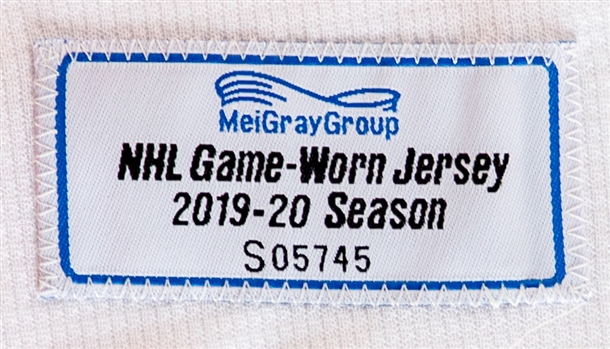 MeiGrayGroup
NHL Game-Worn Jersey
2019-20 Season
S05745